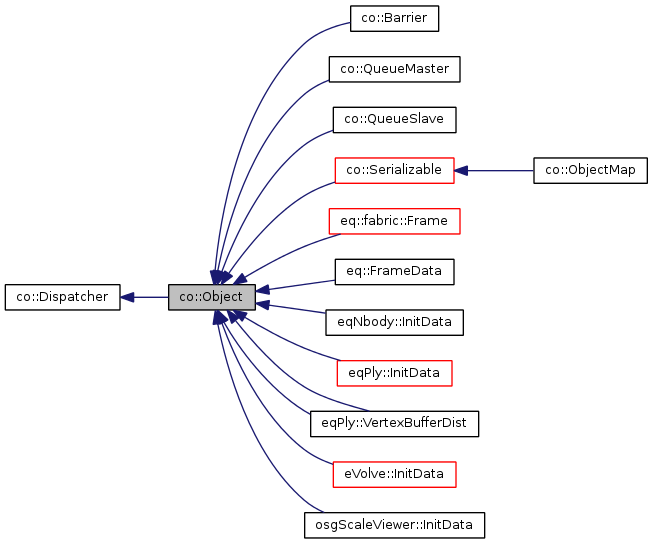 co::Barrier
co::QueueMaster
co::QueueSlave
co::Serializable
co::ObjectMap
eq::fabric::Frame
eq::FrameData
co::Dispatcher
co::Object
eqNbody::InitData
eqPly::InitData
eqPly::VertexBufferDist
eVolve::InitData
osgScaleViewer::InitData